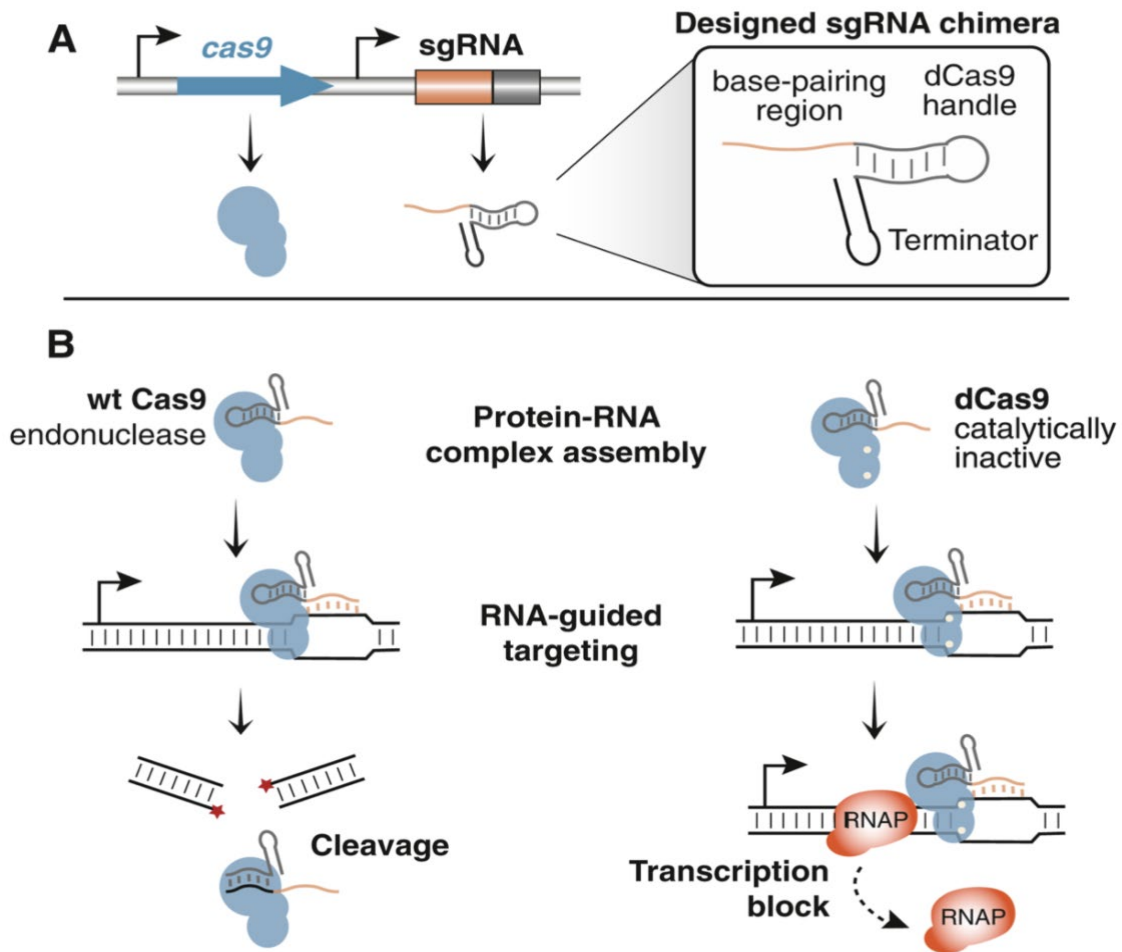 A
cas9
sgRNA
Designed sgRNA chimera
base-pairing
region
dCas9
handle
Terminator
B
wt Cas9
endonuclease
Protein-RNA
complex assembly
dCas9
catalytically
inactive
RNA-guided
targeting
Cleavage
RNAP
Transcription
block
RNAP